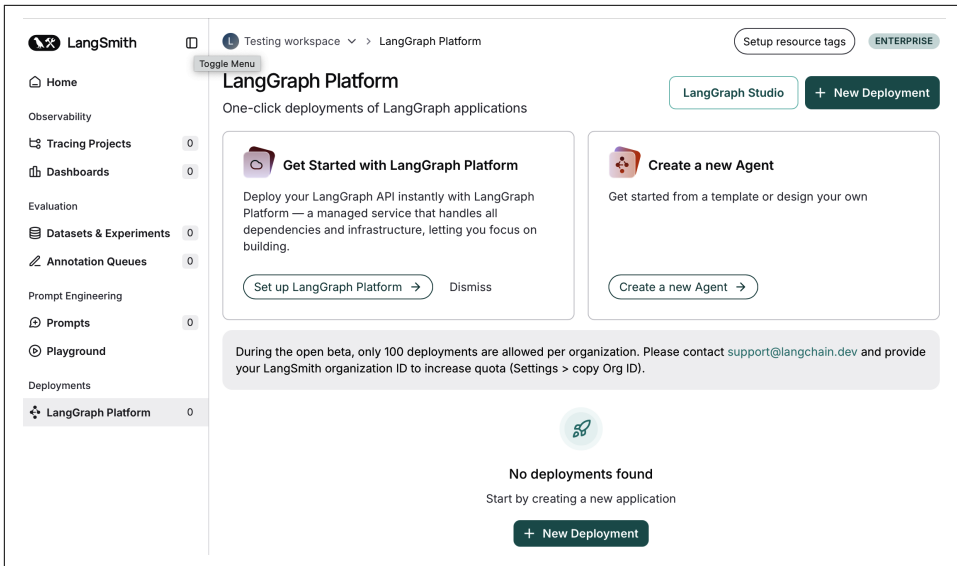 LangSmith
L Testing workspace > LangGraph Platform
Setup resource tags
ENTERPRISE
Toggle Menu
Home
Observability
Tracing Projects 0
Dashboards 0
Evaluation
Datasets & Experiments 0
Annotation Queues 0
Prompt Engineering
Prompts 0
Playground
Deployments
LangGraph Platform 0
LangGraph Platform
One-click deployments of LangGraph applications
LangGraph Studio
+ New Deployment
Get Started with LangGraph Platform
Deploy your LangGraph API instantly with LangGraph
Platform — a managed service that handles all
dependencies and infrastructure, letting you focus on
building.
Set up LangGraph Platform →
Dismiss
Create a new Agent
Get started from a template or design your own
Create a new Agent →
During the open beta, only 100 deployments are allowed per organization. Please contact support@langchain.dev and provide
your LangSmith organization ID to increase quota (Settings > copy Org ID).
No deployments found
Start by creating a new application
+ New Deployment